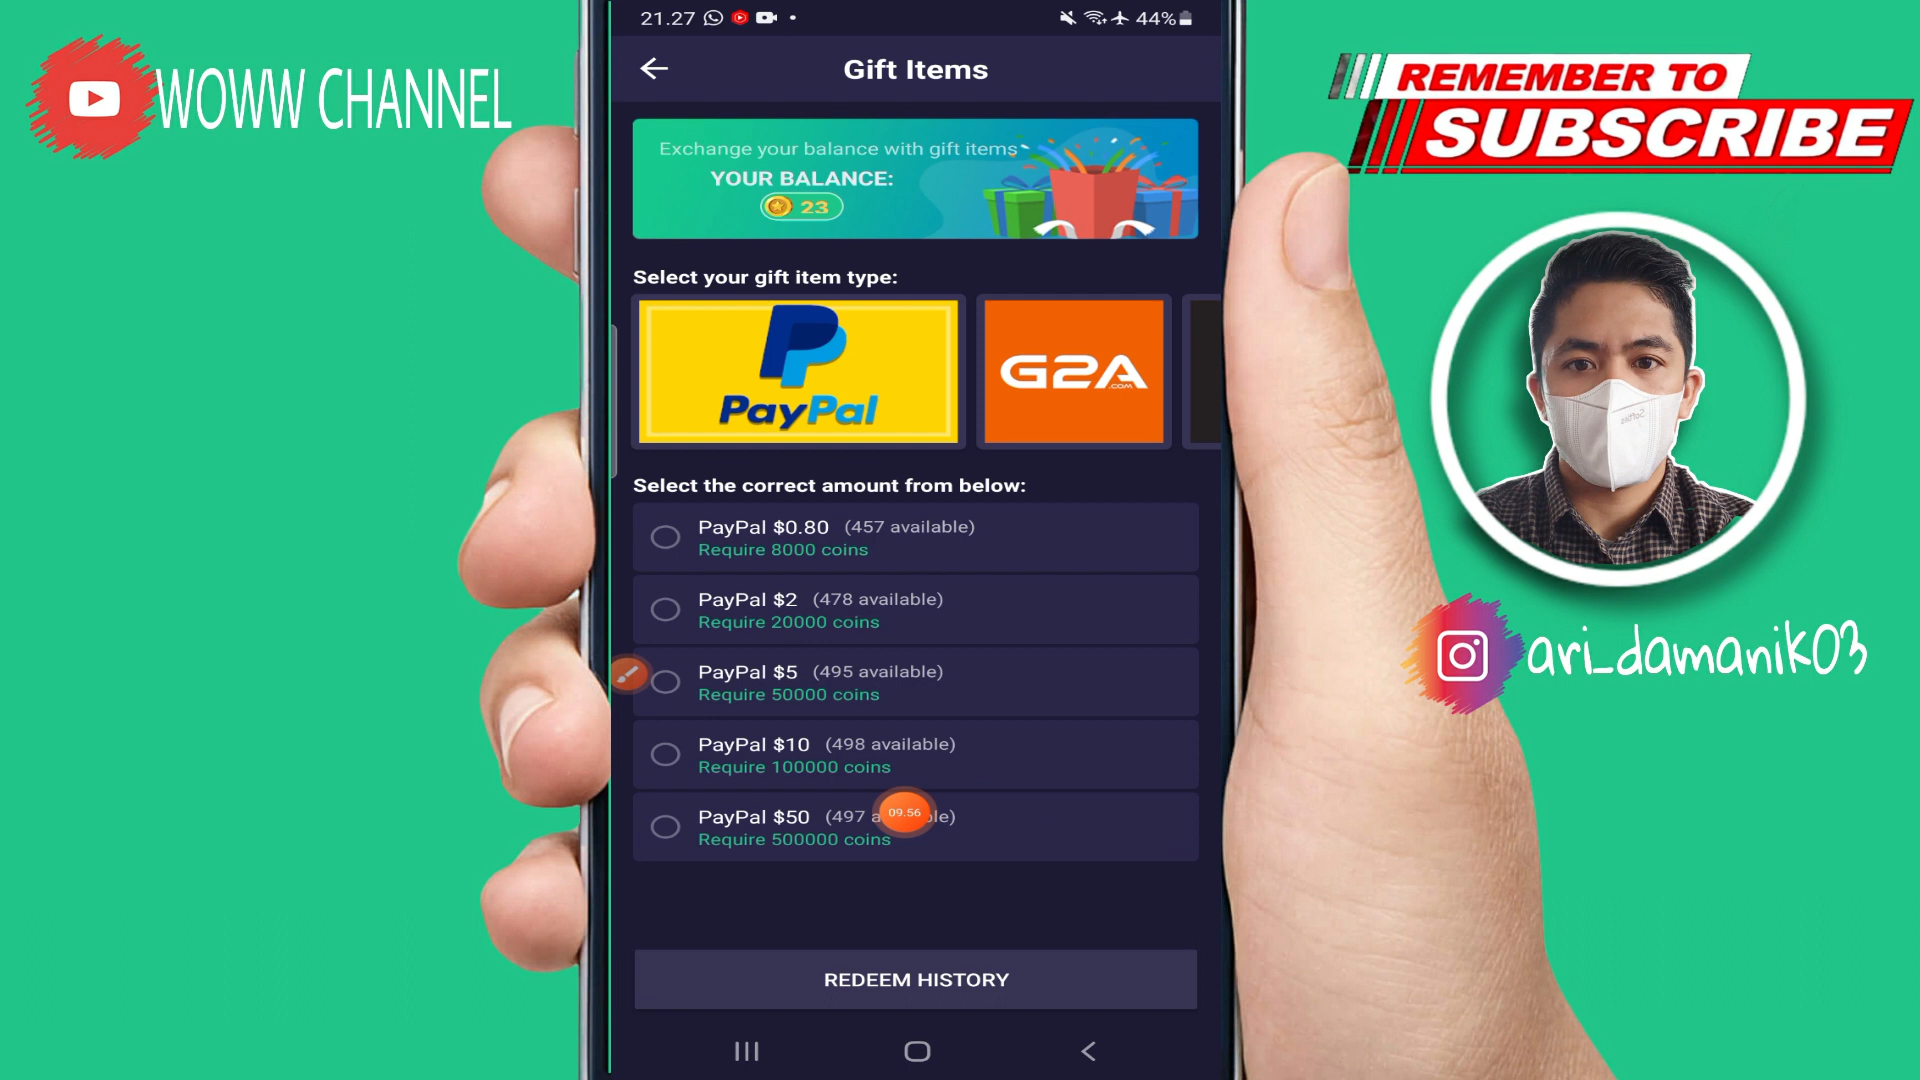 WOWW CHANNEL
21.27
44%
Gift Items
Exchange your balance with gift items
YOUR BALANCE:
23
Select your gift item type:
PayPal
G2A
.COM
Select the correct amount from below:
PayPal $0.80 (457 available)
Require 8000 coins
PayPal $2 (478 available)
Require 20000 coins
PayPal $5 (495 available)
Require 50000 coins
PayPal $10 (498 available)
Require 100000 coins
PayPal $50 (497 a le)
09.56
Require 500000 coins
REDEEM HISTORY
REMEMBER TO
SUBSCRIBE
ari_damanik03